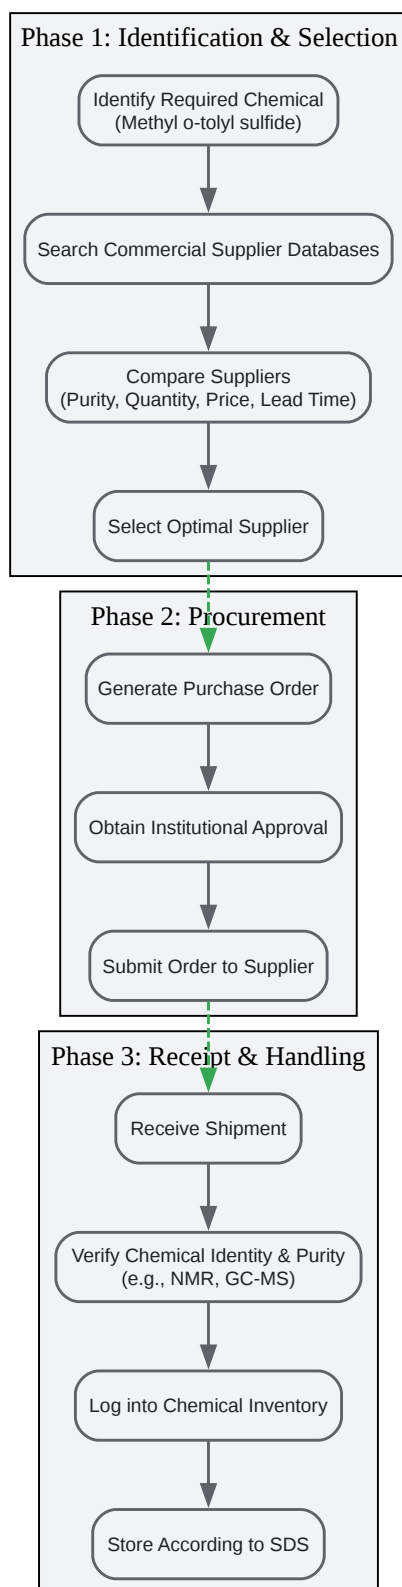 Phase 1: Identification & Selection
Identify Required Chemical
(Methyl o-tolyl sulfide)
Search Commercial Supplier Databases
Compare Suppliers
(Purity, Quantity, Price, Lead Time)
Select Optimal Supplier
Phase 2: Procurement
Generate Purchase Order
Obtain Institutional Approval
Submit Order to Supplier
Phase 3: Receipt & Handling
Receive Shipment
Verify Chemical Identity & Purity
(e.g., NMR, GC-MS)
Log into Chemical Inventory
Store According to SDS